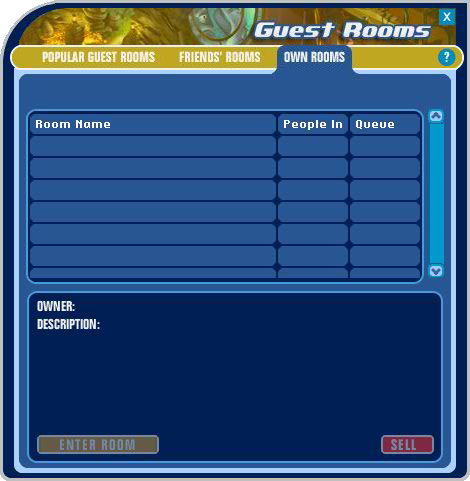 Guest Rooms X
POPULAR GUEST ROOMS FRIENDS' ROOMS OWN ROOMS ?
Room Name People In Queue
OWNER:
DESCRIPTION:
ENTER ROOM SELL